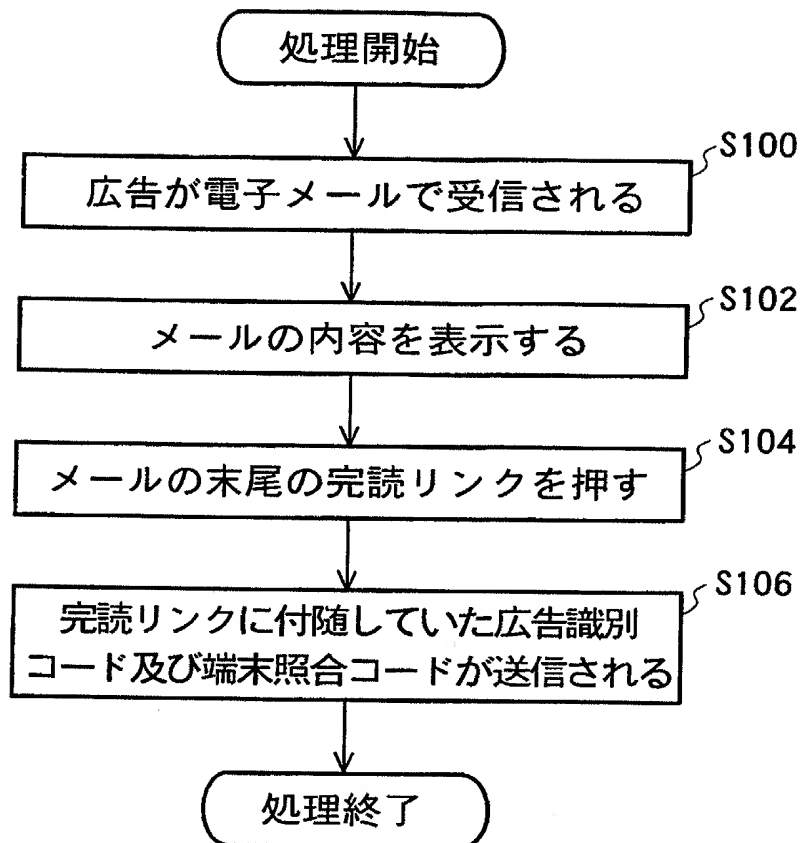 処理開始
S100
広告が電子メールで受信される
S102
メールの内容を表示する
S104
メールの末尾の完読リンクを押す
S106
完読リンクに付随していた広告識別
コード及び端末照合コードが送信される
処理終了